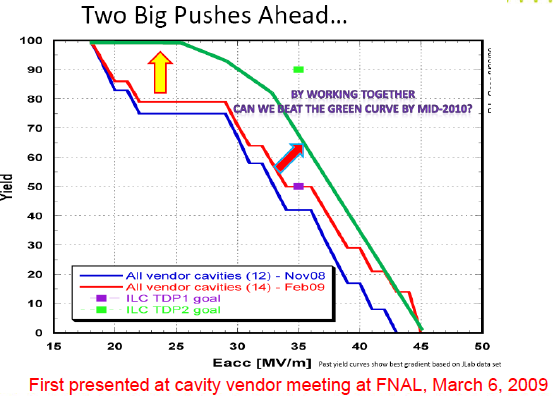 Two Big Pushes Ahead...
100
90
80
70
60
50
40
30
20
10
0
Yield
BY WORKING TOGETHER
CAN WE BEAT THE GREEN CURVE BY MID-2010?
All vendor cavities (12) - Nov08
All vendor cavities (14) - Feb09
ILC TDP1 goal
ILC TDP2 goal
15 20 25 30 35 40 45 50
Eacc [MV/m]
Past yield curves show best gradient based on JLab data set
First presented at cavity vendor meeting at FNAL, March 6, 2009